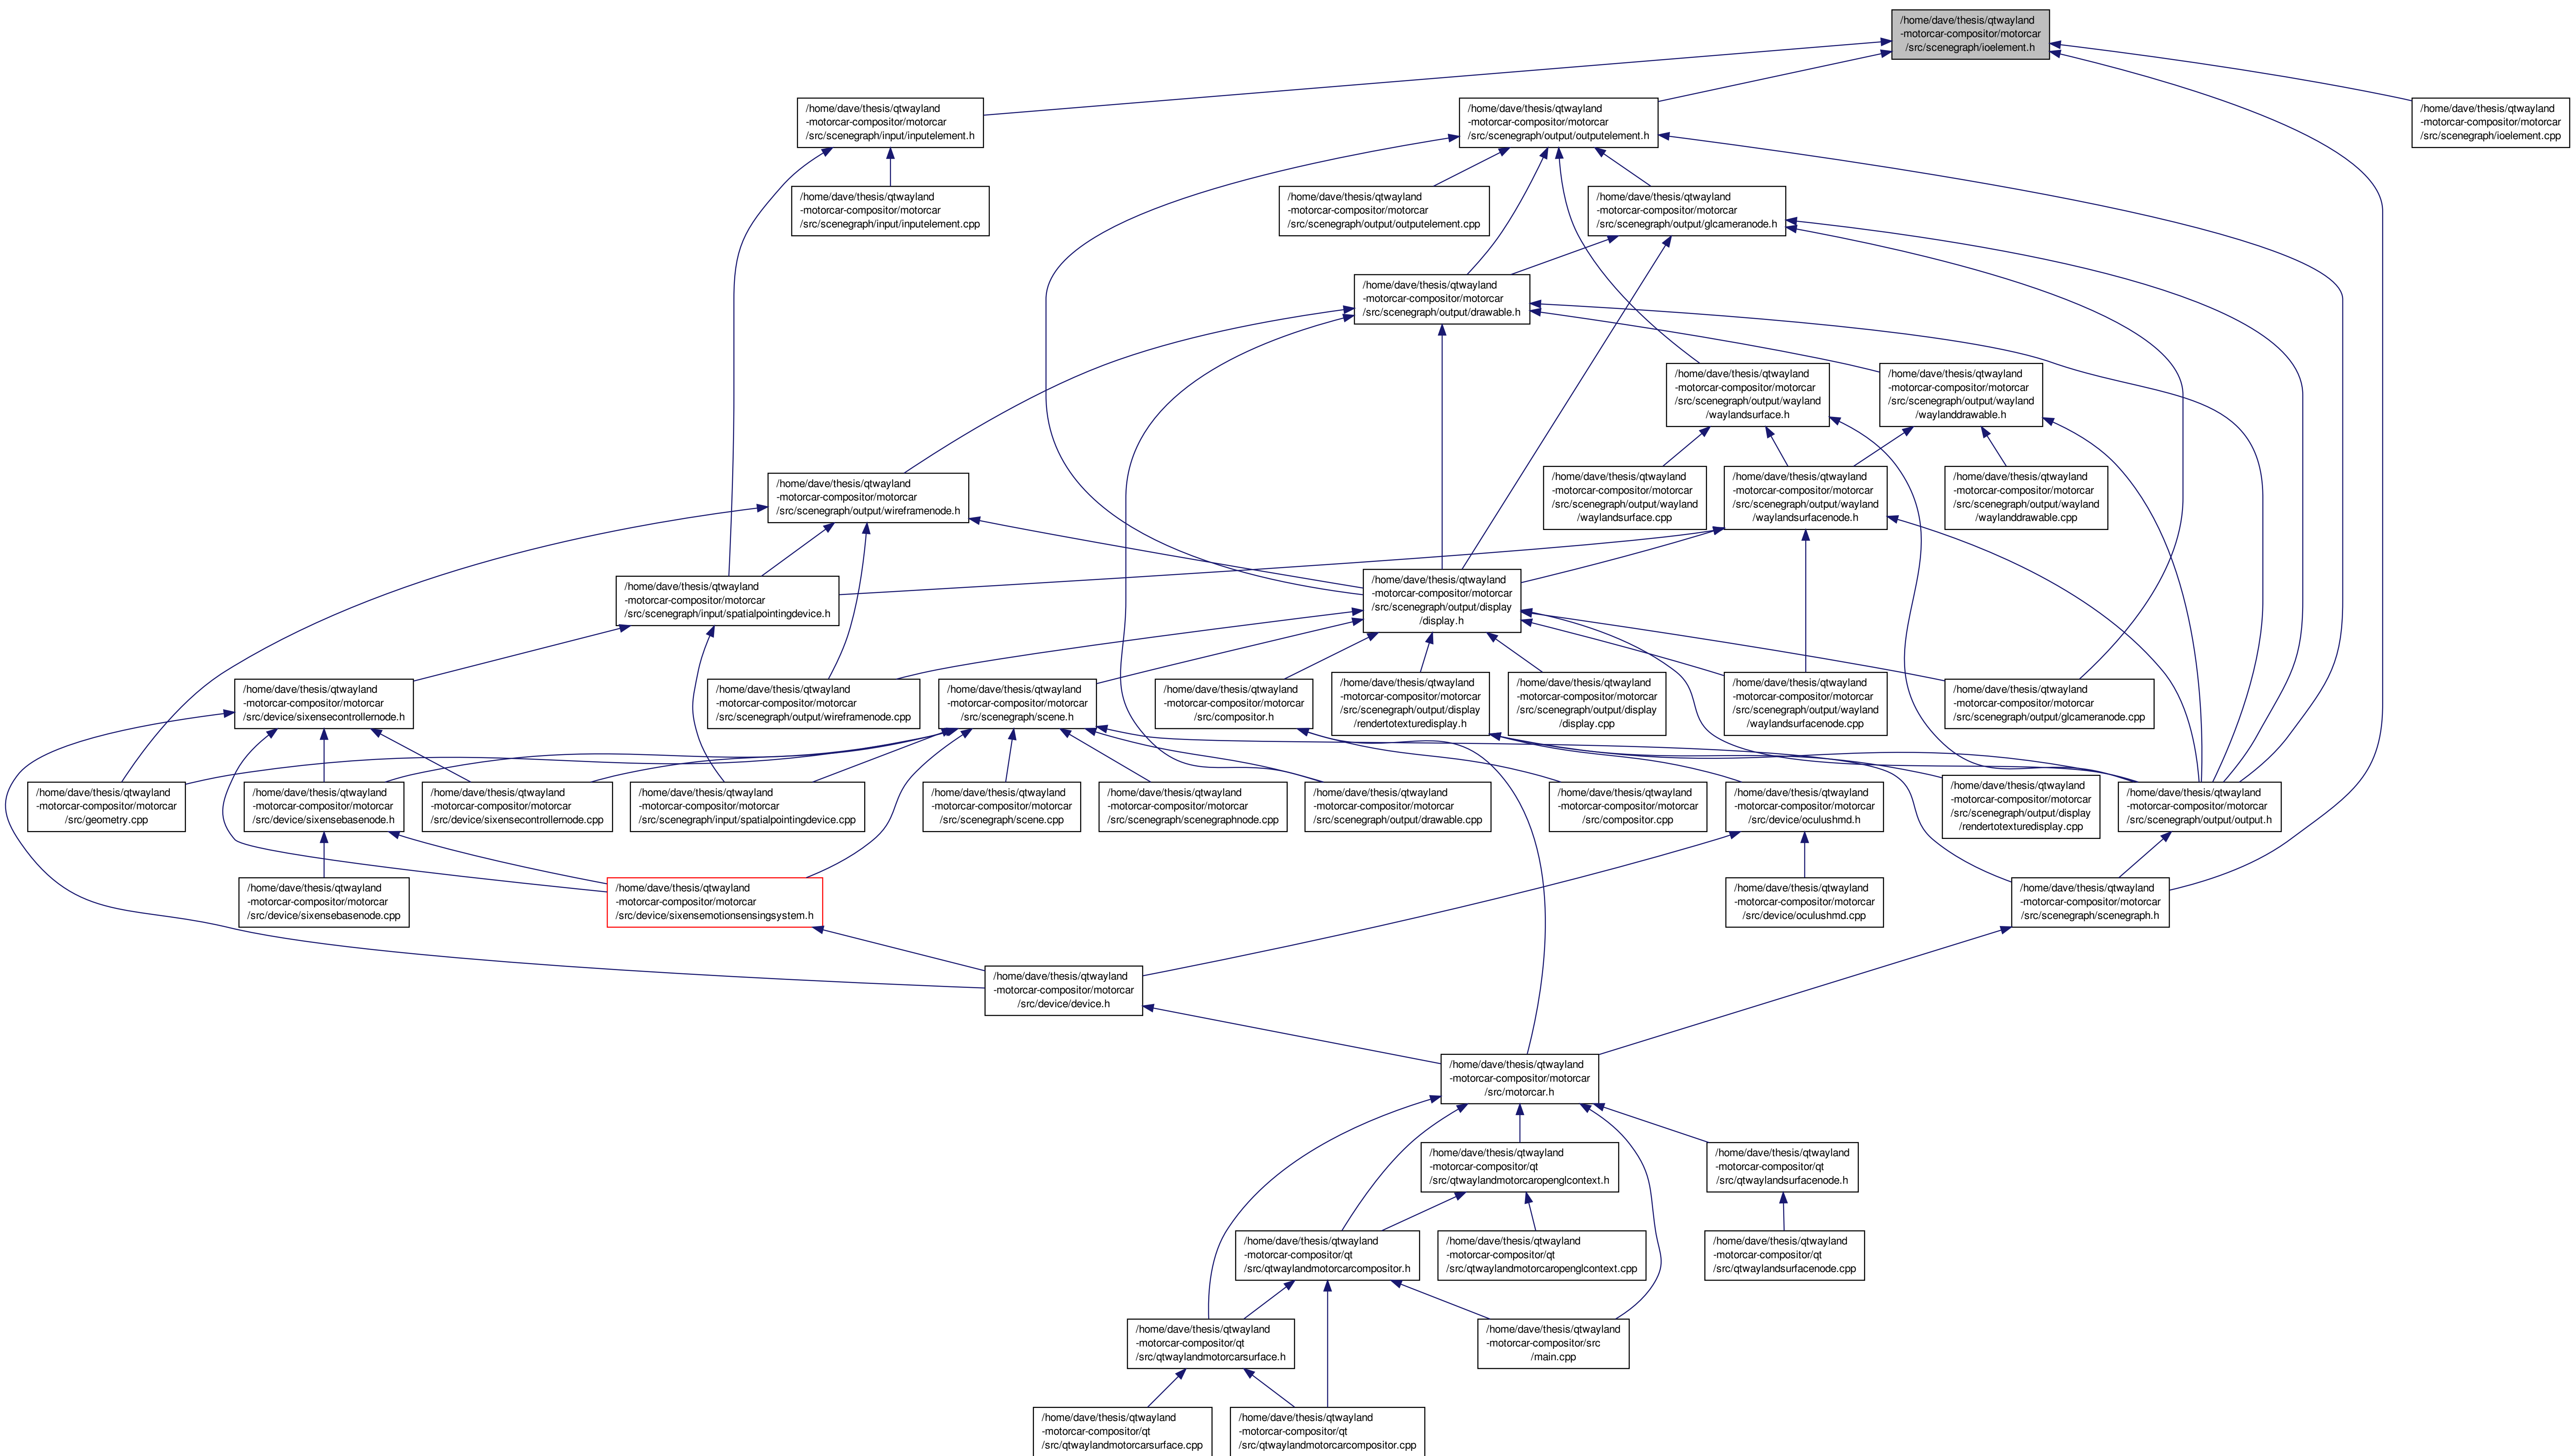 /home/dave/thesis/qtwayland
-motorcar-compositor/motorcar
/src/scenegraph/ioelement.h
/home/dave/thesis/qtwayland
-motorcar-compositor/motorcar
/src/scenegraph/input/inputelement.h
/home/dave/thesis/qtwayland
-motorcar-compositor/motorcar
/src/scenegraph/output/outputelement.h
/home/dave/thesis/qtwayland
-motorcar-compositor/motorcar
/src/scenegraph/ioelement.cpp
/home/dave/thesis/qtwayland
-motorcar-compositor/motorcar
/src/scenegraph/input/inputelement.cpp
/home/dave/thesis/qtwayland
-motorcar-compositor/motorcar
/src/scenegraph/output/outputelement.cpp
/home/dave/thesis/qtwayland
-motorcar-compositor/motorcar
/src/scenegraph/output/glcameranode.h
/home/dave/thesis/qtwayland
-motorcar-compositor/motorcar
/src/scenegraph/output/drawable.h
/home/dave/thesis/qtwayland
-motorcar-compositor/motorcar
/src/scenegraph/output/wayland
/waylandsurface.h
/home/dave/thesis/qtwayland
-motorcar-compositor/motorcar
/src/scenegraph/output/wayland
/waylanddrawable.h
/home/dave/thesis/qtwayland
-motorcar-compositor/motorcar
/src/scenegraph/output/wireframenode.h
/home/dave/thesis/qtwayland
-motorcar-compositor/motorcar
/src/scenegraph/output/wayland
/waylandsurface.cpp
/home/dave/thesis/qtwayland
-motorcar-compositor/motorcar
/src/scenegraph/output/wayland
/waylandsurfacenode.h
/home/dave/thesis/qtwayland
-motorcar-compositor/motorcar
/src/scenegraph/output/wayland
/waylanddrawable.cpp
/home/dave/thesis/qtwayland
-motorcar-compositor/motorcar
/src/scenegraph/input/spatialpointingdevice.h
/home/dave/thesis/qtwayland
-motorcar-compositor/motorcar
/src/scenegraph/output/display
/display.h
/home/dave/thesis/qtwayland
-motorcar-compositor/motorcar
/src/device/sixensecontrollernode.h
/home/dave/thesis/qtwayland
-motorcar-compositor/motorcar
/src/scenegraph/output/wireframenode.cpp
/home/dave/thesis/qtwayland
-motorcar-compositor/motorcar
/src/scenegraph/scene.h
/home/dave/thesis/qtwayland
-motorcar-compositor/motorcar
/src/compositor.h
/home/dave/thesis/qtwayland
-motorcar-compositor/motorcar
/src/scenegraph/output/display
/rendertotexturedisplay.h
/home/dave/thesis/qtwayland
-motorcar-compositor/motorcar
/src/scenegraph/output/display
/display.cpp
/home/dave/thesis/qtwayland
-motorcar-compositor/motorcar
/src/scenegraph/output/wayland
/waylandsurfacenode.cpp
/home/dave/thesis/qtwayland
-motorcar-compositor/motorcar
/src/scenegraph/output/glcameranode.cpp
/home/dave/thesis/qtwayland
-motorcar-compositor/motorcar
/src/geometry.cpp
/home/dave/thesis/qtwayland
-motorcar-compositor/motorcar
/src/device/sixensebasenode.h
/home/dave/thesis/qtwayland
-motorcar-compositor/motorcar
/src/device/sixensecontrollernode.cpp
/home/dave/thesis/qtwayland
-motorcar-compositor/motorcar
/src/scenegraph/input/spatialpointingdevice.cpp
/home/dave/thesis/qtwayland
-motorcar-compositor/motorcar
/src/scenegraph/scene.cpp
/home/dave/thesis/qtwayland
-motorcar-compositor/motorcar
/src/scenegraph/scenegraphnode.cpp
/home/dave/thesis/qtwayland
-motorcar-compositor/motorcar
/src/scenegraph/output/drawable.cpp
/home/dave/thesis/qtwayland
-motorcar-compositor/motorcar
/src/compositor.cpp
/home/dave/thesis/qtwayland
-motorcar-compositor/motorcar
/src/device/oculushmd.h
/home/dave/thesis/qtwayland
-motorcar-compositor/motorcar
/src/scenegraph/output/display
/rendertotexturedisplay.cpp
/home/dave/thesis/qtwayland
-motorcar-compositor/motorcar
/src/scenegraph/output/output.h
/home/dave/thesis/qtwayland
-motorcar-compositor/motorcar
/src/device/sixensebasenode.cpp
/home/dave/thesis/qtwayland
-motorcar-compositor/motorcar
/src/device/sixensemotionsensingsystem.h
/home/dave/thesis/qtwayland
-motorcar-compositor/motorcar
/src/device/oculushmd.cpp
/home/dave/thesis/qtwayland
-motorcar-compositor/motorcar
/src/scenegraph/scenegraph.h
/home/dave/thesis/qtwayland
-motorcar-compositor/motorcar
/src/device/device.h
/home/dave/thesis/qtwayland
-motorcar-compositor/motorcar
/src/motorcar.h
/home/dave/thesis/qtwayland
-motorcar-compositor/qt
/src/qtwaylandmotorcaropenglcontext.h
/home/dave/thesis/qtwayland
-motorcar-compositor/qt
/src/qtwaylandsurfacenode.h
/home/dave/thesis/qtwayland
-motorcar-compositor/qt
/src/qtwaylandmotorcarcompositor.h
/home/dave/thesis/qtwayland
-motorcar-compositor/qt
/src/qtwaylandmotorcaropenglcontext.cpp
/home/dave/thesis/qtwayland
-motorcar-compositor/qt
/src/qtwaylandsurfacenode.cpp
/home/dave/thesis/qtwayland
-motorcar-compositor/qt
/src/qtwaylandmotorcarsurface.h
/home/dave/thesis/qtwayland
-motorcar-compositor/src
/main.cpp
/home/dave/thesis/qtwayland
-motorcar-compositor/qt
/src/qtwaylandmotorcarsurface.cpp
/home/dave/thesis/qtwayland
-motorcar-compositor/qt
/src/qtwaylandmotorcarcompositor.cpp